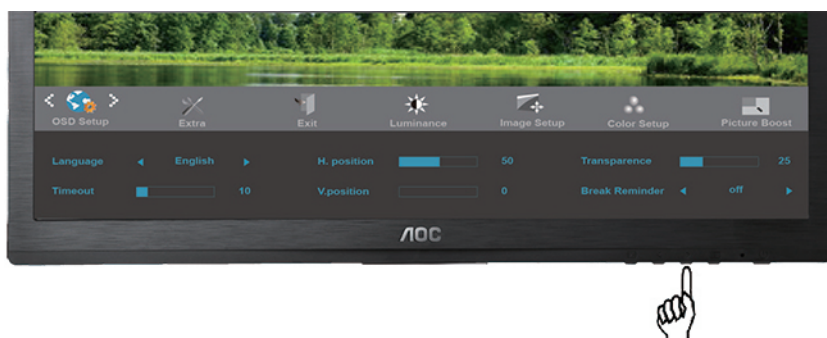 OSD Setup Extra Exit Luminance Image Setup Color Setup Picture Boost
Language English H. position 50 Transparence 25
Timeout 10 V.position 0 Break Reminder off
AOC